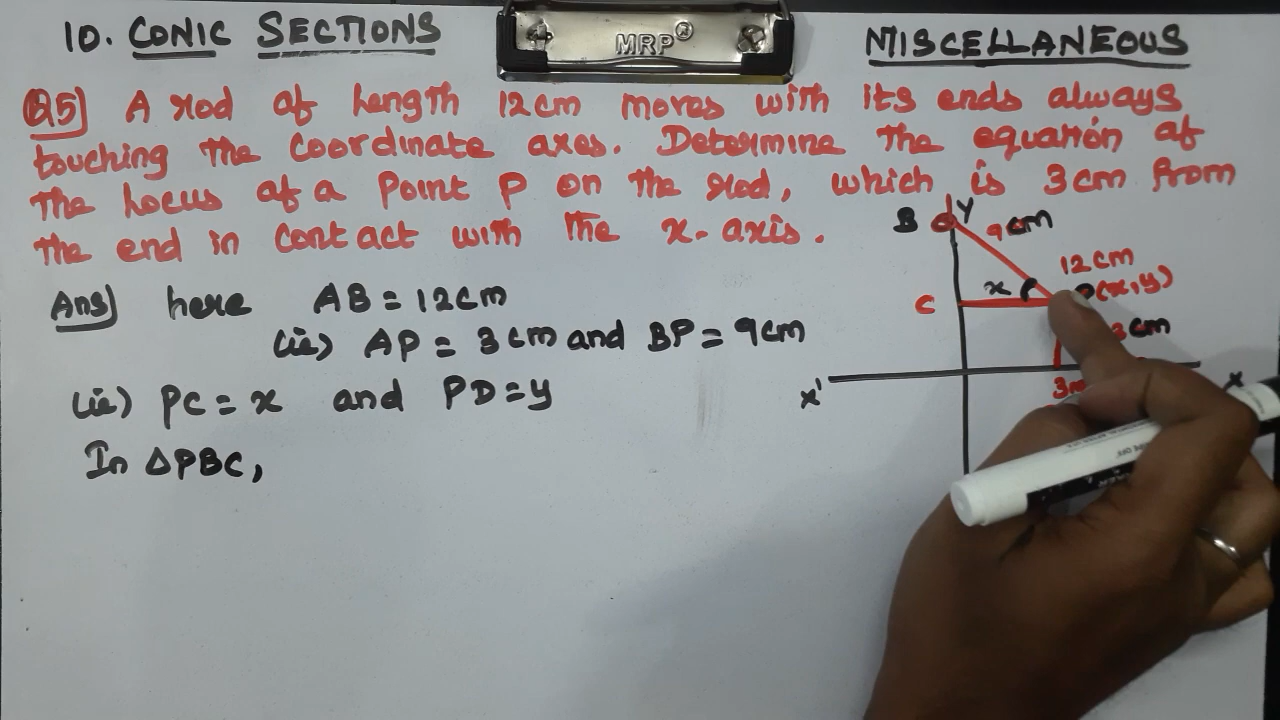 10. CONIC SECTIONS
MRP®
MISCELLANEOUS
Q5) A rod of length 12cm moves with its ends always
touching the coordinate axes. Determine the equation of
the locus of a point P on the rod, which is 3cm from
the end in contact with the x-axis.
Ans) here AB = 12cm
(ie) AP = 3cm and BP = 9cm
(ie) PC = x and PD = y
In ΔPBC,
B Y
9cm
12cm
C x P(x,y)
3cm
X' X